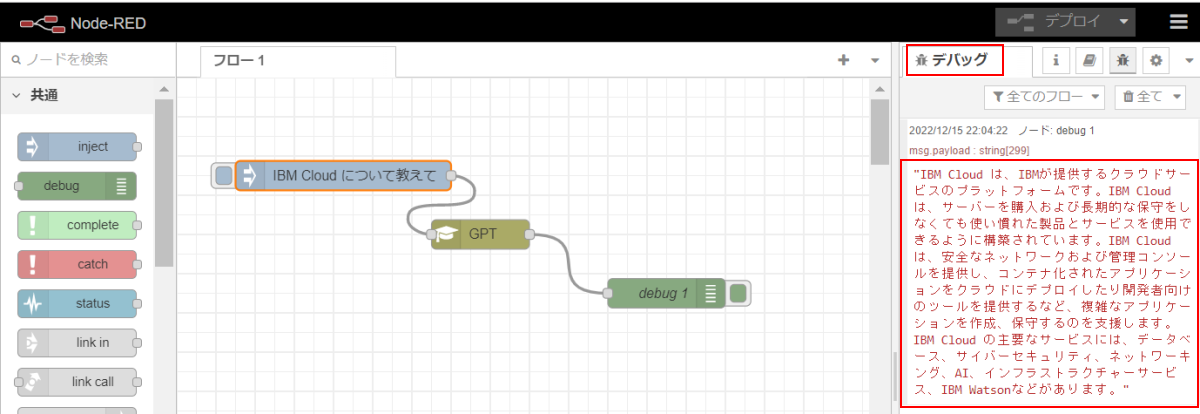 Node-RED
デプロイ
ノードを検索
フロー 1
デバッグ
共通
全てのフロー
全て
inject
debug
complete
catch
status
link in
link call
IBM Cloud について教えて
GPT
debug 1
2022/12/15 22:04:22 ノード: debug 1
msg.payload : string[299]
"IBM Cloud は、IBMが提供するクラウドサー
ビスのプラットフォームです。IBM Cloud
は、サーバーを購入および長期的な保守をし
なくても使い慣れた製品とサービスを使用で
きるように構築されています。IBM Cloud
は、安全なネットワークおよび管理コンソー
ルを提供し、コンテナ化されたアプリケーシ
ョンをクラウドにデプロイしたり開発者向け
のツールを提供するなど、複雑なアプリケー
ションを作成、保守するのを支援します。
IBM Cloud の主要なサービスには、データベ
ース、サイバーセキュリティ、ネットワーキ
ング、AI、インフラストラクチャーサービ
ス、IBM Watsonなどがあります。"